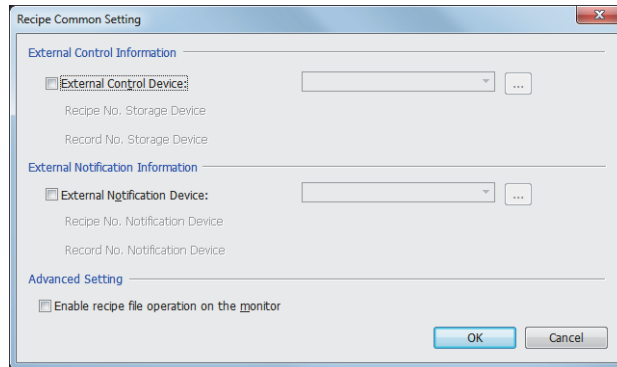 Recipe Common Setting
External Control Information
External Control Device:
...
Recipe No. Storage Device
Record No. Storage Device
External Notification Information
External Notification Device:
...
Recipe No. Notification Device
Record No. Notification Device
Advanced Setting
Enable recipe file operation on the monitor
OK Cancel